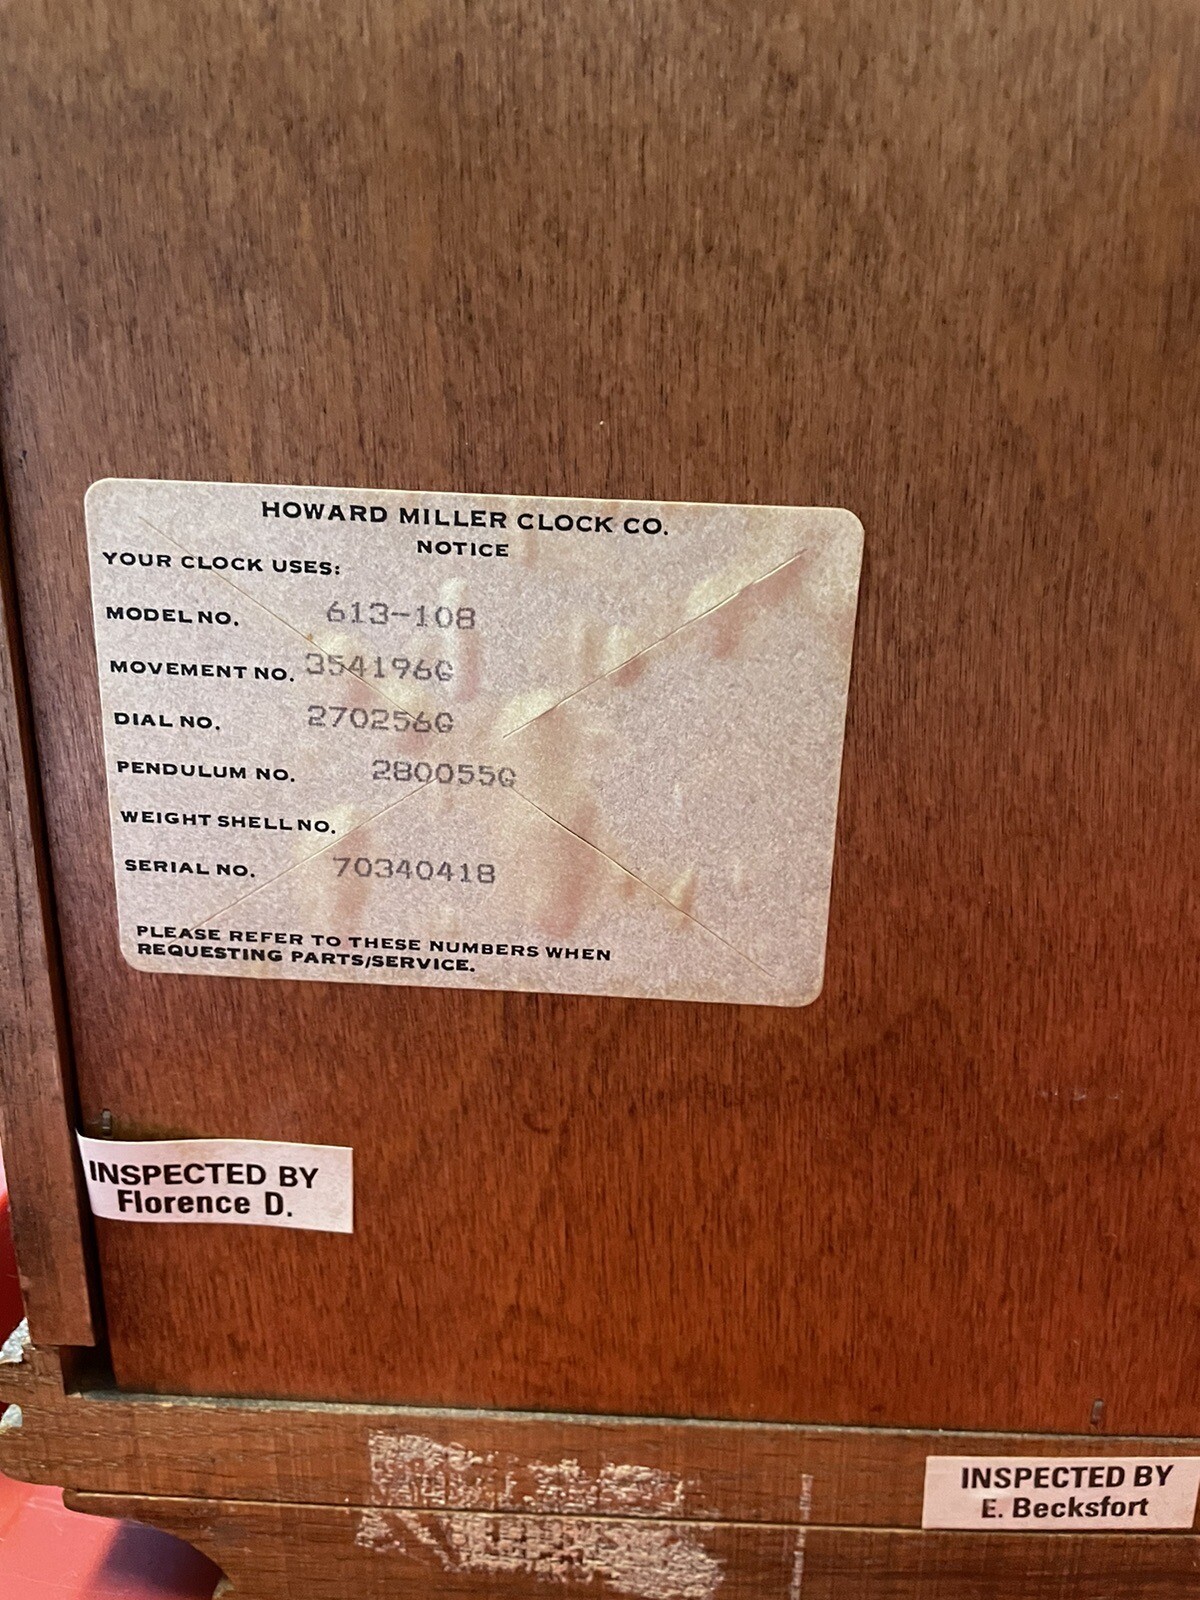 HOWARD MILLER CLOCK CO.
NOTICE
YOUR CLOCK USES:
MODEL NO. 613-108
MOVEMENT NO. 354196G
DIAL NO. 270256G
PENDULUM NO. 280055G
WEIGHT SHELL NO.
SERIAL NO. 70340418
PLEASE REFER TO THESE NUMBERS WHEN
REQUESTING PARTS/SERVICE.
INSPECTED BY
Florence D.
INSPECTED BY
E. Becksfort